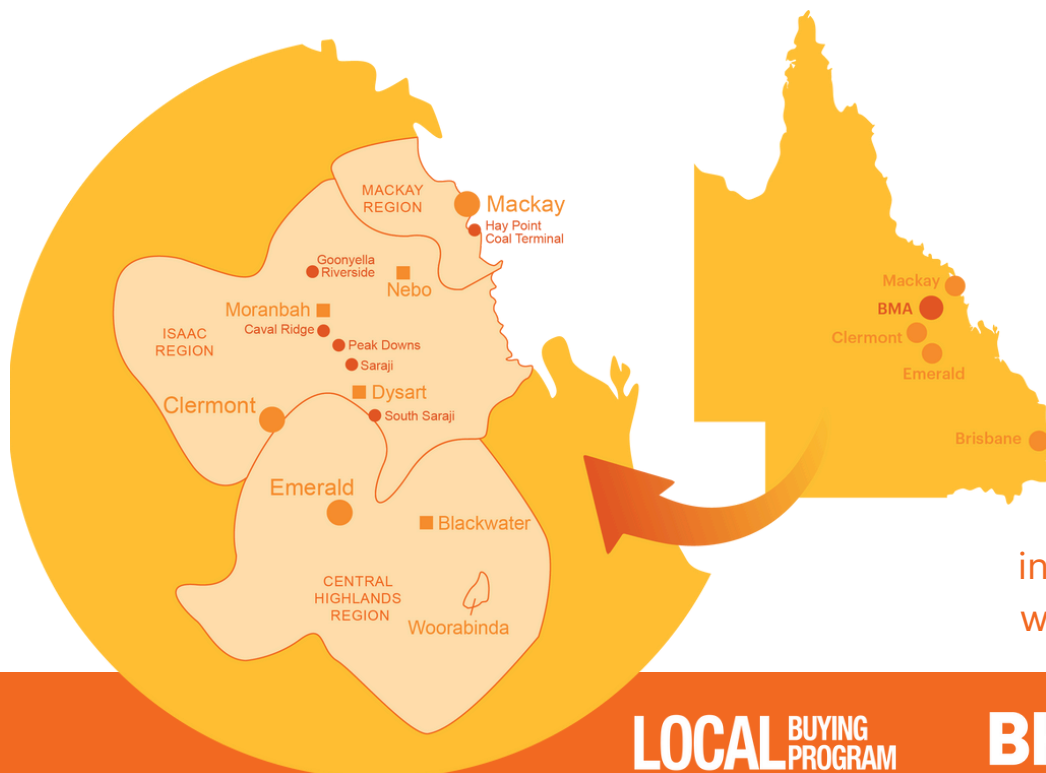 MACKAY
REGION
Mackay
Hay Point
Coal Terminal
Goonyella
Riverside
Nebo
Moranbah
Caval Ridge
ISAAC
REGION
Peak Downs
Saraji
Dysart
Clermont
South Saraji
Emerald
Blackwater
CENTRAL
HIGHLANDS
REGION
Woorabinda
Mackay
BMA
Clermont
Emerald
Brisbane
in
w
LOCAL BUYING
PROGRAM